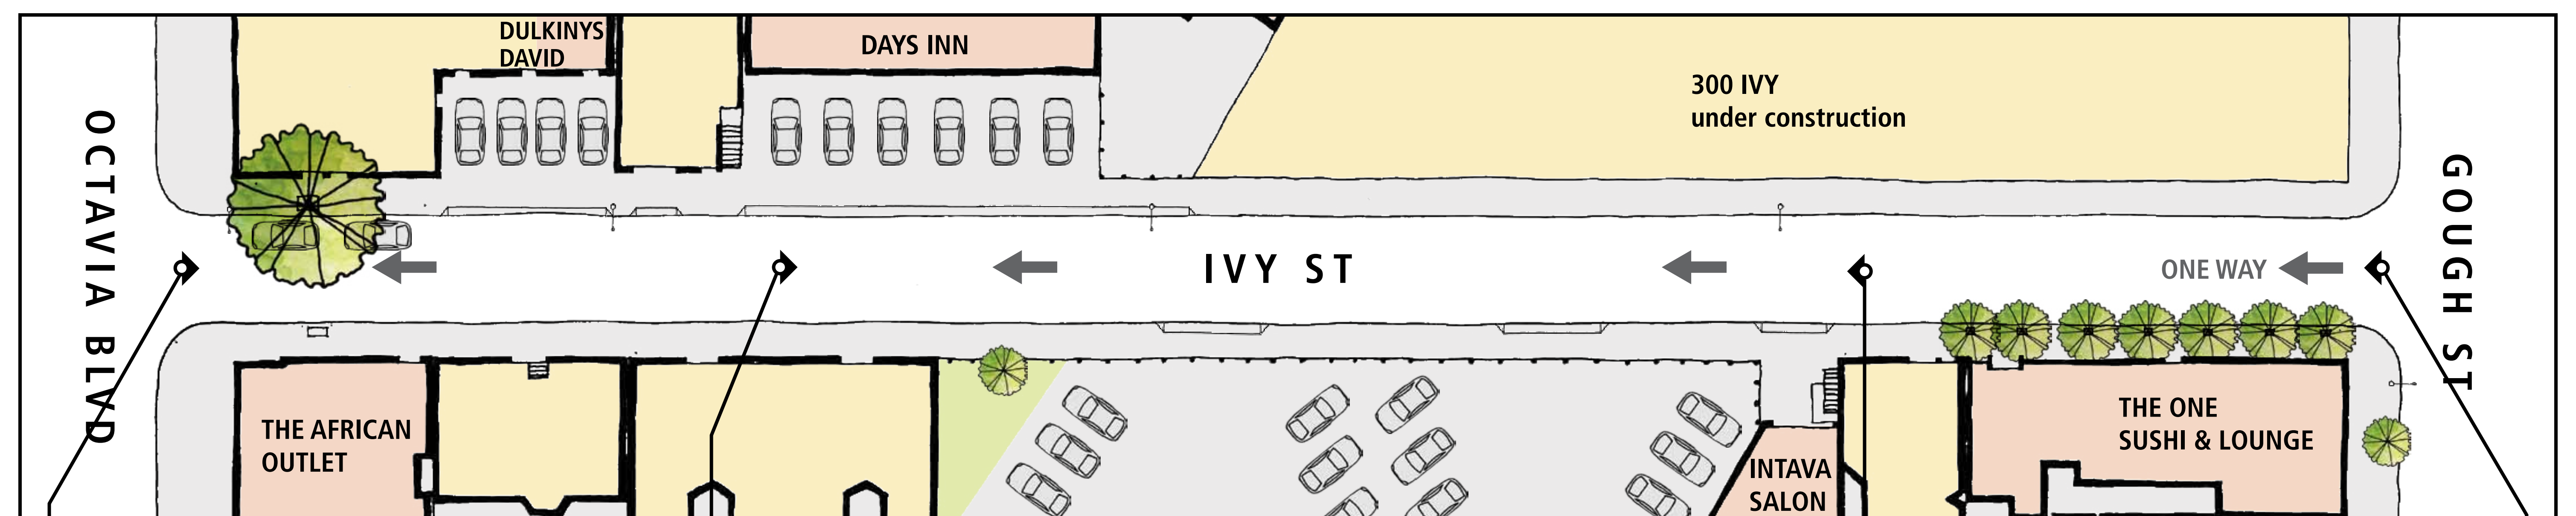 DULKINYS
DAVID
DAYS INN
300 IVY
under construction
OCTAVIA BLVD
IVY ST
ONE WAY
GOUGH ST
THE AFRICAN
OUTLET
INTAVA
SALON
THE ONE
SUSHI & LOUNGE